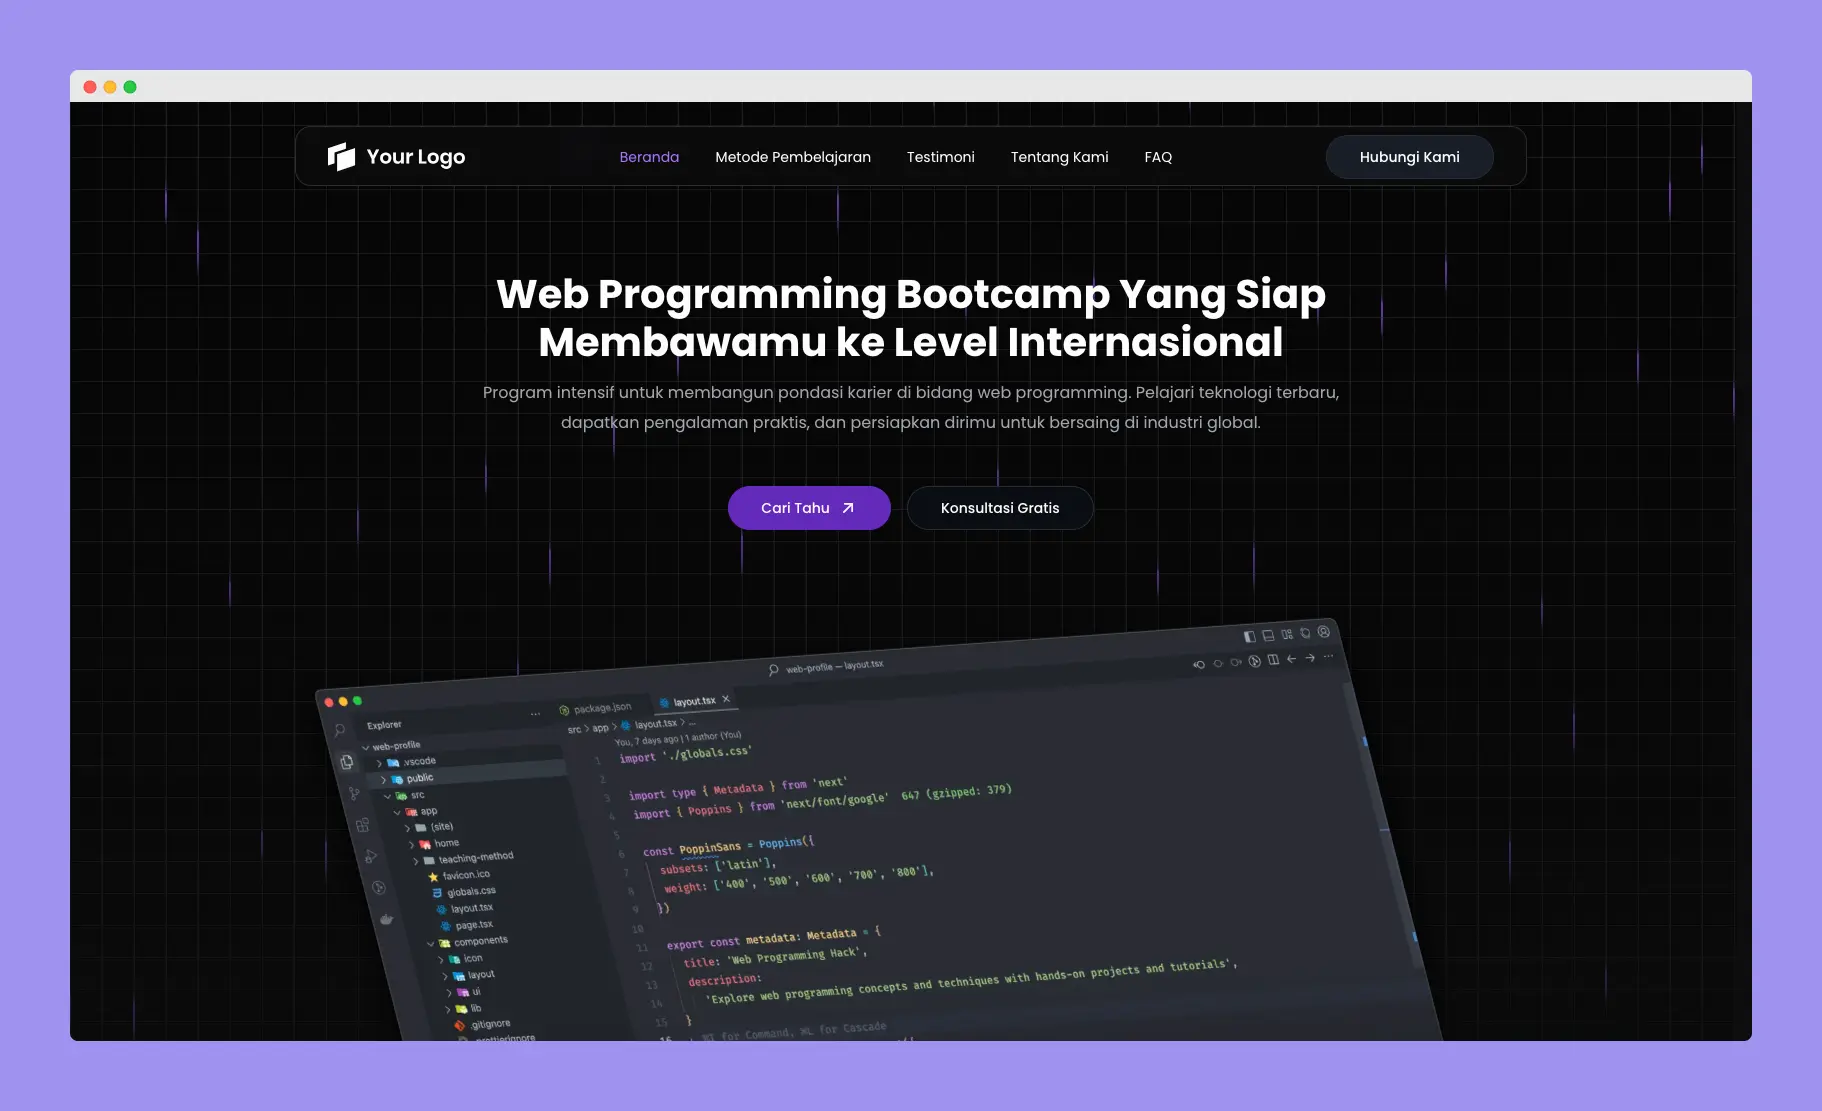 Your Logo
Beranda
Metode Pembelajaran
Testimoni
Tentang Kami
FAQ
Hubungi Kami
Web Programming Bootcamp Yang Siap
Membawamu ke Level Internasional
Program intensif untuk membangun pondasi karier di bidang web programming. Pelajari teknologi terbaru,
dapatkan pengalaman praktis, dan persiapkan dirimu untuk bersaing di industri global.
Cari Tahu
Konsultasi Gratis
web-profile — layout.tsx
Explorer
web-profile
.vscode
public
src
app
(site)
home
teaching-method
favicon.ico
globals.css
layout.tsx
page.tsx
components
icon
layout
ui
lib
.gitignore
.prettierignore
package.json
layout.tsx
src > app > layout.tsx > ...
You, 7 days ago | 1 author (You)
1 import './globals.css'
2
3 import type { Metadata } from 'next'
4 import { Poppins } from 'next/font/google' 647 (gzipped: 379)
5
6 const PoppinSans = Poppins({
7 subsets: ['latin'],
8 weight: ['400', '500', '600', '700', '800'],
9 })
10
11 export const metadata: Metadata = {
12 title: 'Web Programming Hack',
13 description:
14 'Explore web programming concepts and techniques with hands-on projects and tutorials',
15 }
16 ⌘I for Command, ⌘L for Cascade